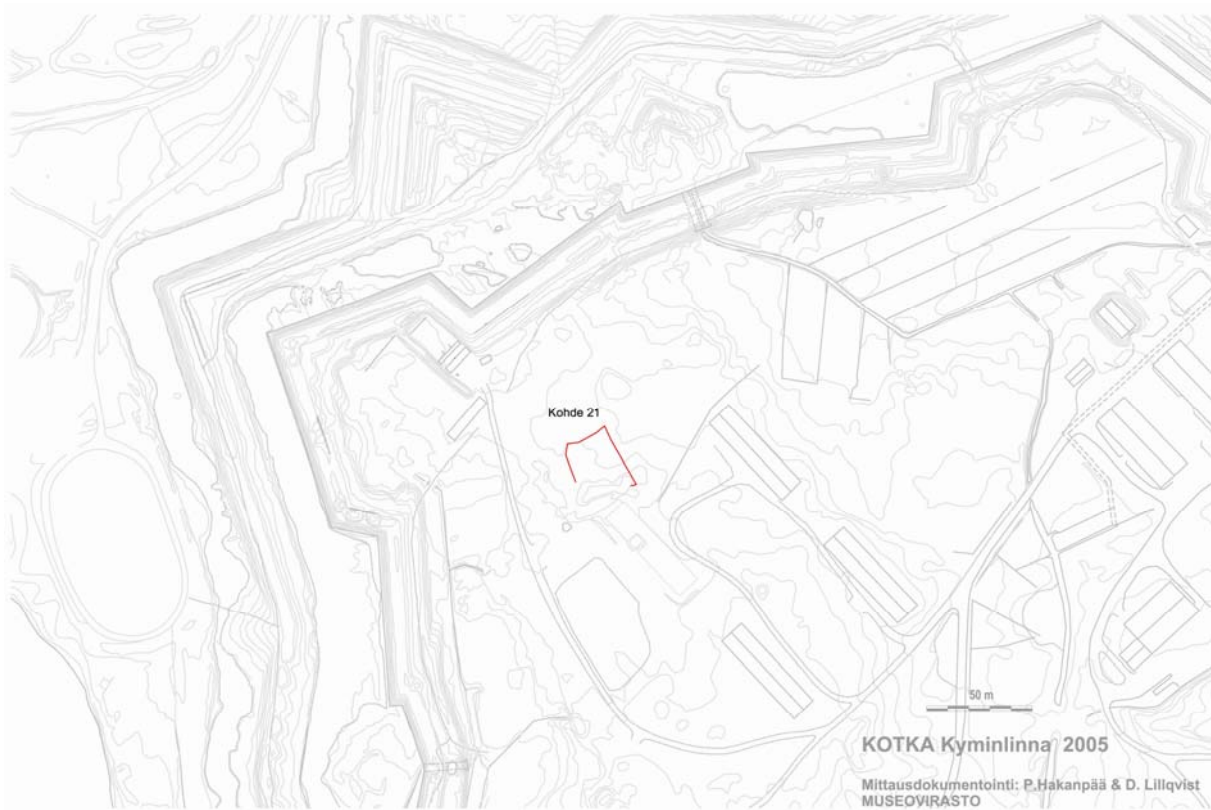 Kohde 21
50 m
KOTKA Kyminlinna 2005
Mittausdokumentointi: P.Hakanpää & D. Lillqvist
MUSEOVIRASTO